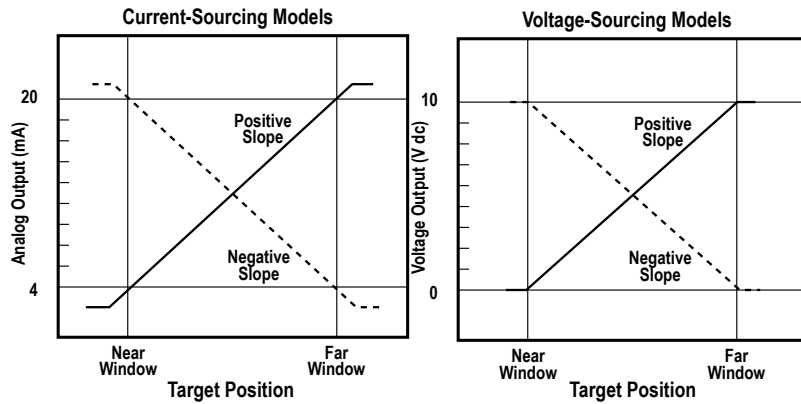 Current-Sourcing Models
20
4
Analog Output (mA)
Positive
Slope
Negative
Slope
Near
Window
Far
Window
Target Position
Voltage-Sourcing Models
10
0
Voltage Output (V dc)
Positive
Slope
Negative
Slope
Near
Window
Far
Window
Target Position